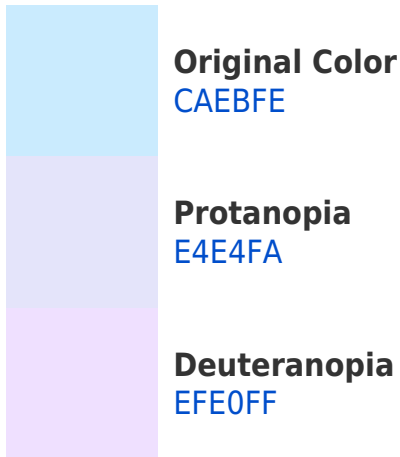 Original Color
CAEBFE
Protanopia
E4E4FA
Deuteranopia
EFE0FF